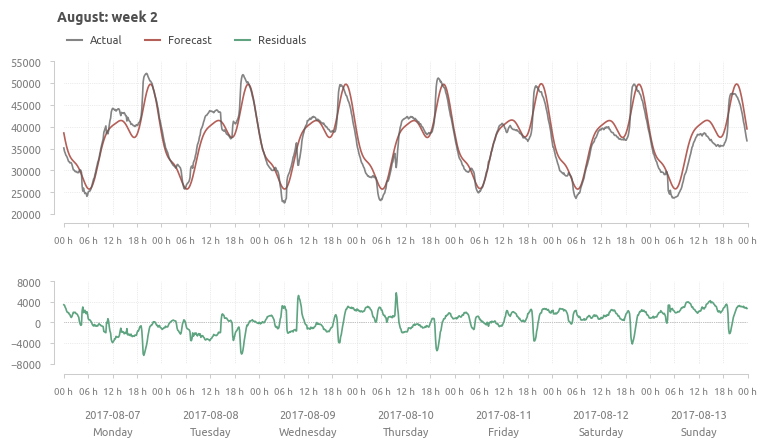 August: week 2
Actual Forecast Residuals
55000
50000
45000
40000
35000
30000
25000
20000
00 h 06 h 12 h 18 h 00 h 06 h 12 h 18 h 00 h 06 h 12 h 18 h 00 h 06 h 12 h 18 h 00 h 06 h 12 h 18 h 00 h 06 h 12 h 18 h 00 h 06 h 12 h 18 h 00 h
8000
4000
0
−4000
−8000
00 h 06 h 12 h 18 h 00 h 06 h 12 h 18 h 00 h 06 h 12 h 18 h 00 h 06 h 12 h 18 h 00 h 06 h 12 h 18 h 00 h 06 h 12 h 18 h 00 h 06 h 12 h 18 h 00 h
2017-08-07 2017-08-08 2017-08-09 2017-08-10 2017-08-11 2017-08-12 2017-08-13
Monday Tuesday Wednesday Thursday Friday Saturday Sunday